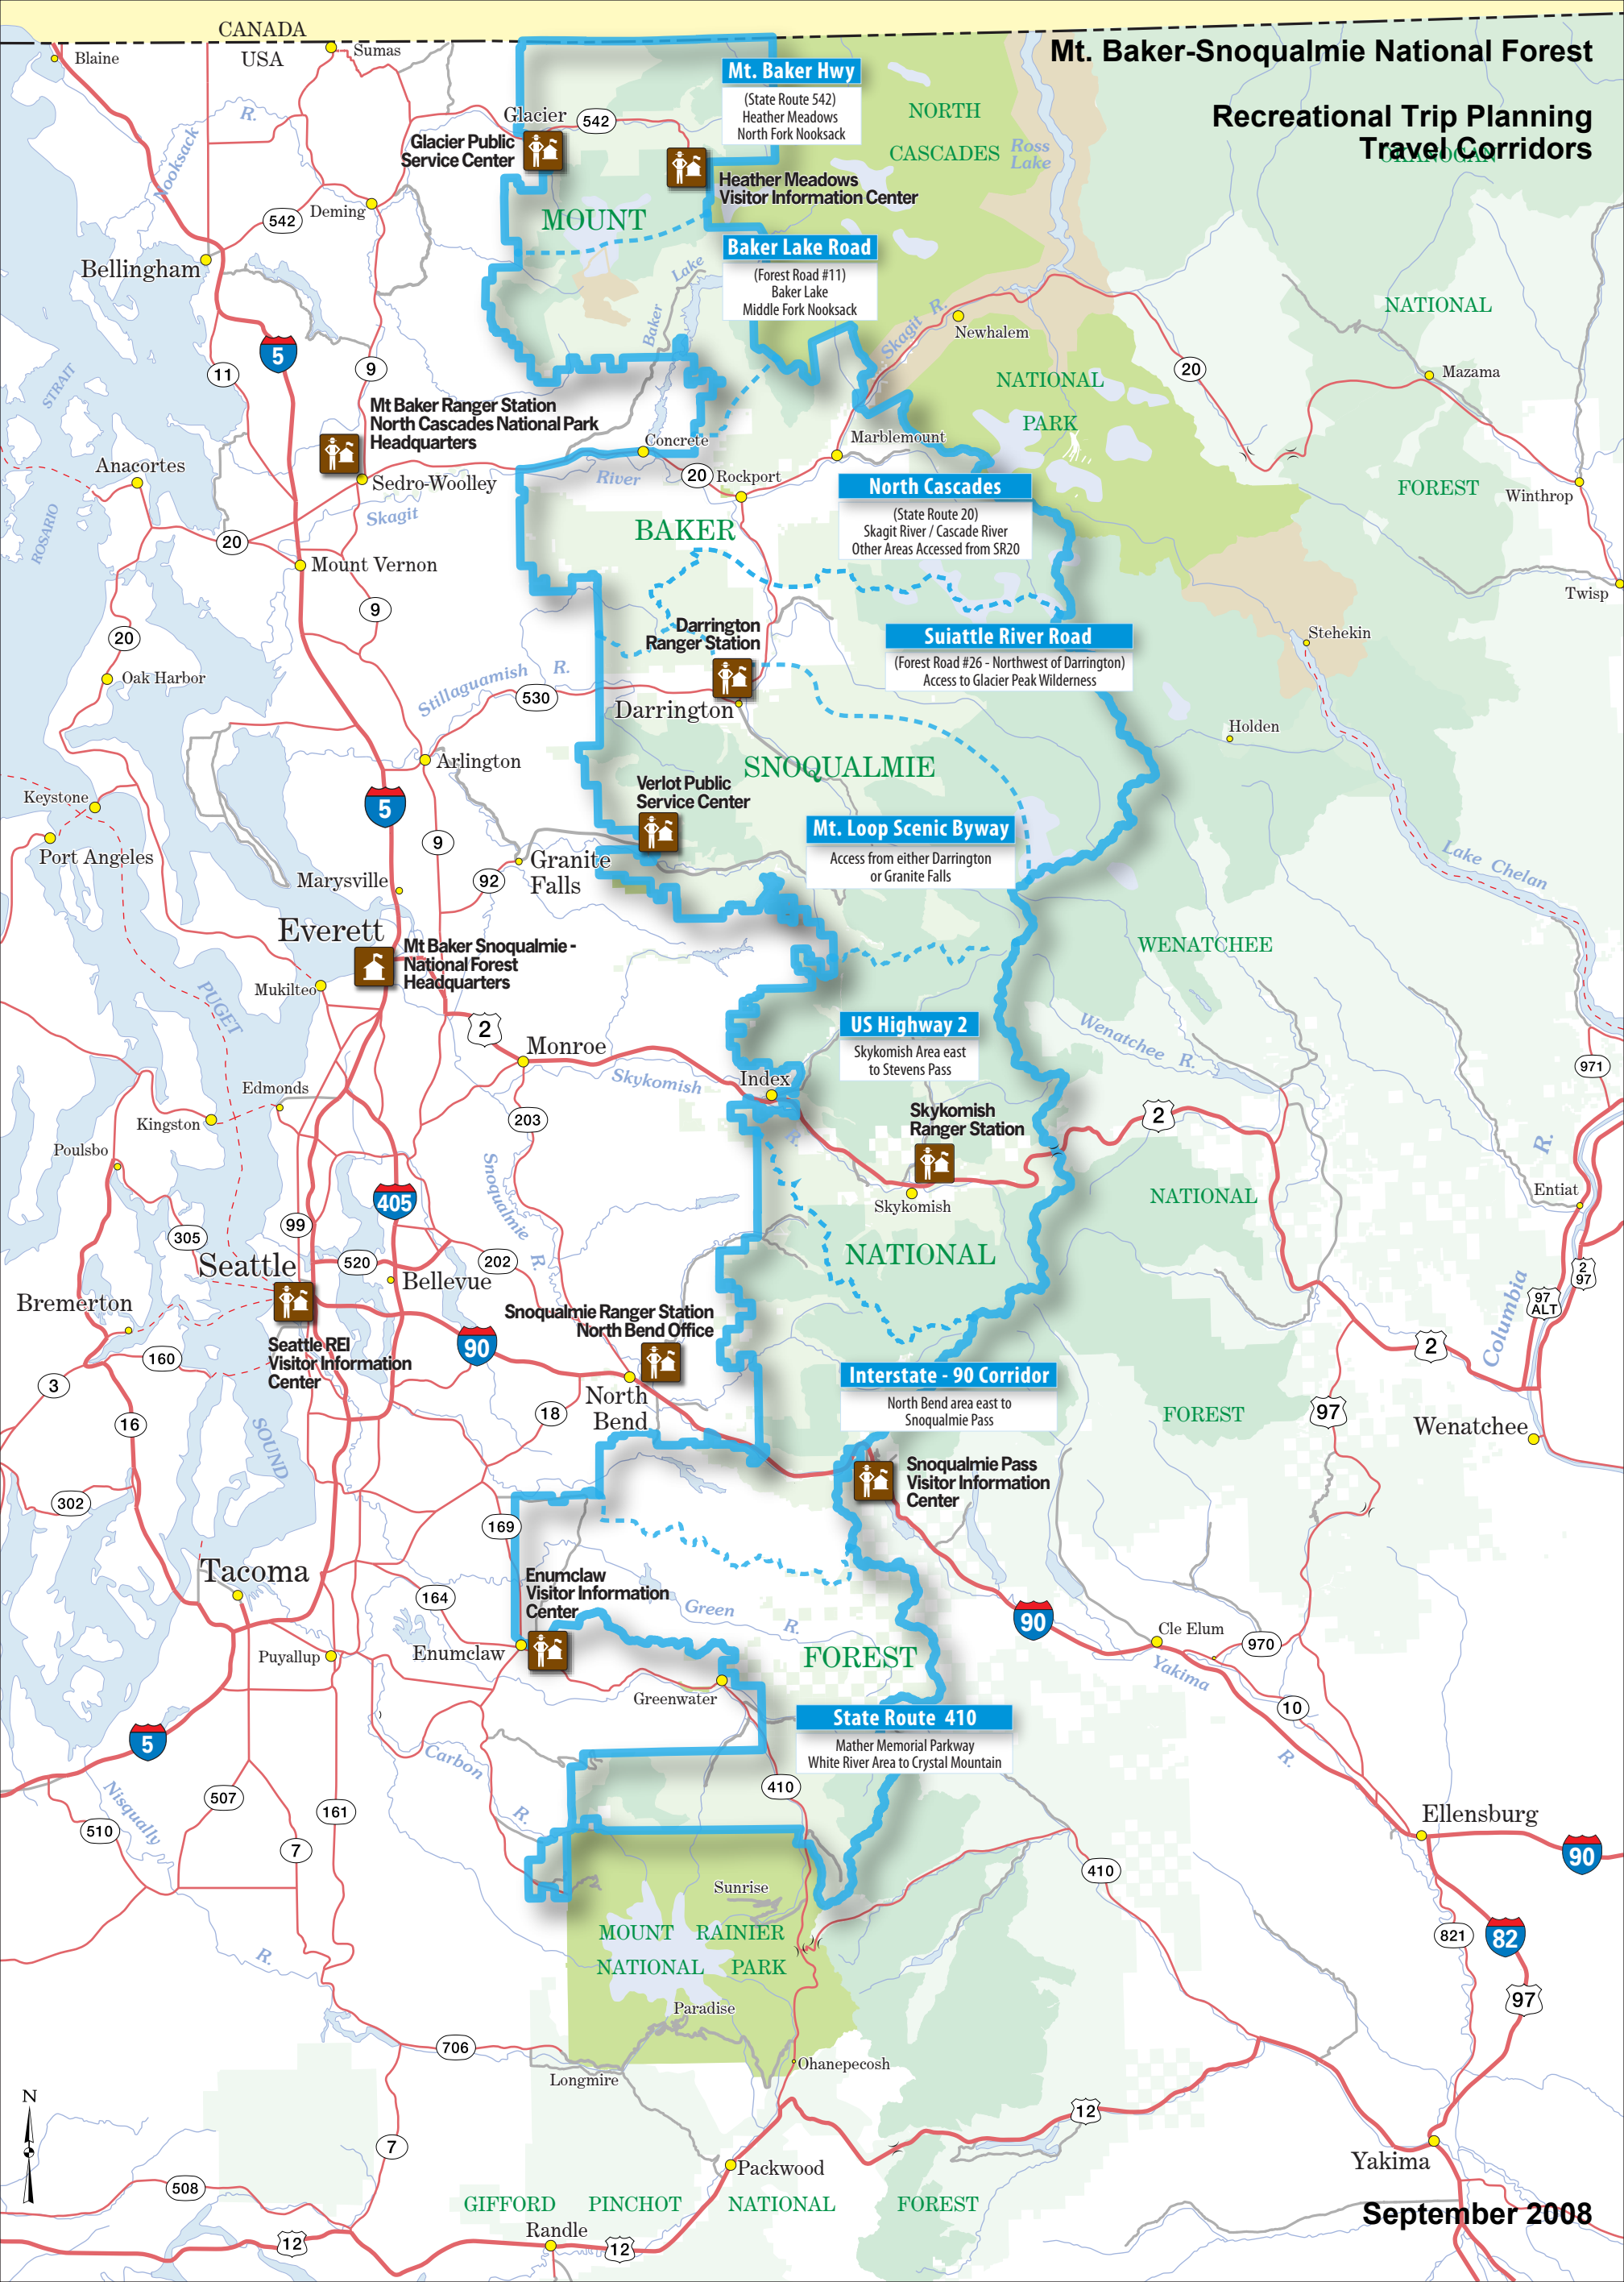 CANADA
USA
Blaine
Sumas
Mt. Baker-Snoqualmie National Forest
Recreational Trip Planning
Travel Corridors
OKANOGAN
Mt. Baker Hwy
(State Route 542)
Heather Meadows
North Fork Nooksack
NORTH
CASCADES
Ross
Lake
Glacier
542
Glacier Public
Service Center
Heather Meadows
Visitor Information Center
Nooksack
R.
542
Deming
MOUNT
Bellingham
Baker Lake Road
(Forest Road #11)
Baker Lake
Middle Fork Nooksack
Baker
Lake
Skagit R.
Newhalem
NATIONAL
5
11
9
STRAIT
NATIONAL
PARK
20
Mazama
Mt Baker Ranger Station
North Cascades National Park
Headquarters
Concrete
Marblemount
Anacortes
Sedro-Woolley
River
20
Rockport
Skagit
North Cascades
(State Route 20)
Skagit River / Cascade River
Other Areas Accessed from SR20
FOREST
Winthrop
ROSARIO
20
BAKER
Mount Vernon
9
Twisp
20
Darrington
Ranger Station
Suiattle River Road
(Forest Road #26 - Northwest of Darrington)
Access to Glacier Peak Wilderness
Stehekin
Oak Harbor
Stillaguamish R.
530
Darrington
Holden
Arlington
SNOQUALMIE
Keystone
5
Verlot Public
Service Center
Port Angeles
9
Mt. Loop Scenic Byway
Access from either Darrington
or Granite Falls
Granite
Falls
92
Marysville
Lake Chelan
Everett
Mt Baker Snoqualmie -
National Forest
Headquarters
WENATCHEE
Mukilteo
PUGET
2
US Highway 2
Skykomish Area east
to Stevens Pass
Monroe
Wenatchee R.
Skykomish
R.
Index
971
Edmonds
Kingston
203
Skykomish
Ranger Station
2
Poulsbo
Snoqualmie
R.
405
Skykomish
NATIONAL
R.
Entiat
99
305
Seattle
520
202
Bellevue
NATIONAL
2
97
97
ALT
Columbia
Bremerton
Snoqualmie Ranger Station
North Bend Office
Seattle REI
Visitor Information
Center
90
160
3
2
Interstate - 90 Corridor
North Bend area east to
Snoqualmie Pass
North
Bend
18
16
FOREST
97
Wenatchee
SOUND
Snoqualmie Pass
Visitor Information
Center
302
169
Tacoma
Enumclaw
Visitor Information
Center
164
Green
R.
90
Cle Elum
970
Puyallup
Enumclaw
FOREST
Yakima
R.
Greenwater
10
5
State Route 410
Mather Memorial Parkway
White River Area to Crystal Mountain
Carbon
R.
410
Nisqually
R.
507
161
510
7
Ellensburg
90
410
Sunrise
MOUNT RAINIER
NATIONAL PARK
821
82
97
Paradise
706
Longmire
Ohanepecosh
N
12
7
Yakima
508
Packwood
GIFFORD PINCHOT NATIONAL FOREST
September 2008
12
Randle
12